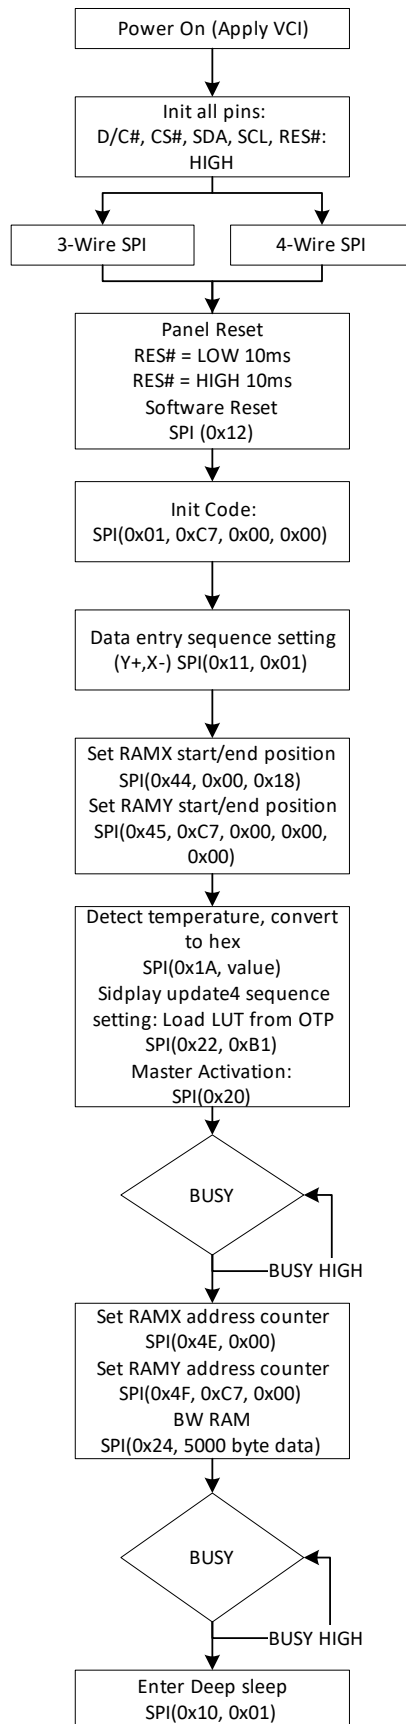 Power On (Apply VCI)
Init all pins:
D/C#, CS#, SDA, SCL, RES#:
HIGH
3-Wire SPI
4-Wire SPI
Panel Reset
RES# = LOW 10ms
RES# = HIGH 10ms
Software Reset
SPI (0x12)
Init Code:
SPI(0x01, 0xC7, 0x00, 0x00)
Data entry sequence setting
(Y+,X-) SPI(0x11, 0x01)
Set RAMX start/end position
SPI(0x44, 0x00, 0x18)
Set RAMY start/end position
SPI(0x45, 0xC7, 0x00, 0x00,
0x00)
Detect temperature, convert
to hex
SPI(0x1A, value)
Sidplay update4 sequence
setting: Load LUT from OTP
SPI(0x22, 0xB1)
Master Activation:
SPI(0x20)
BUSY
BUSY HIGH
Set RAMX address counter
SPI(0x4E, 0x00)
Set RAMY address counter
SPI(0x4F, 0xC7, 0x00)
BW RAM
SPI(0x24, 5000 byte data)
BUSY
BUSY HIGH
Enter Deep sleep
SPI(0x10, 0x01)